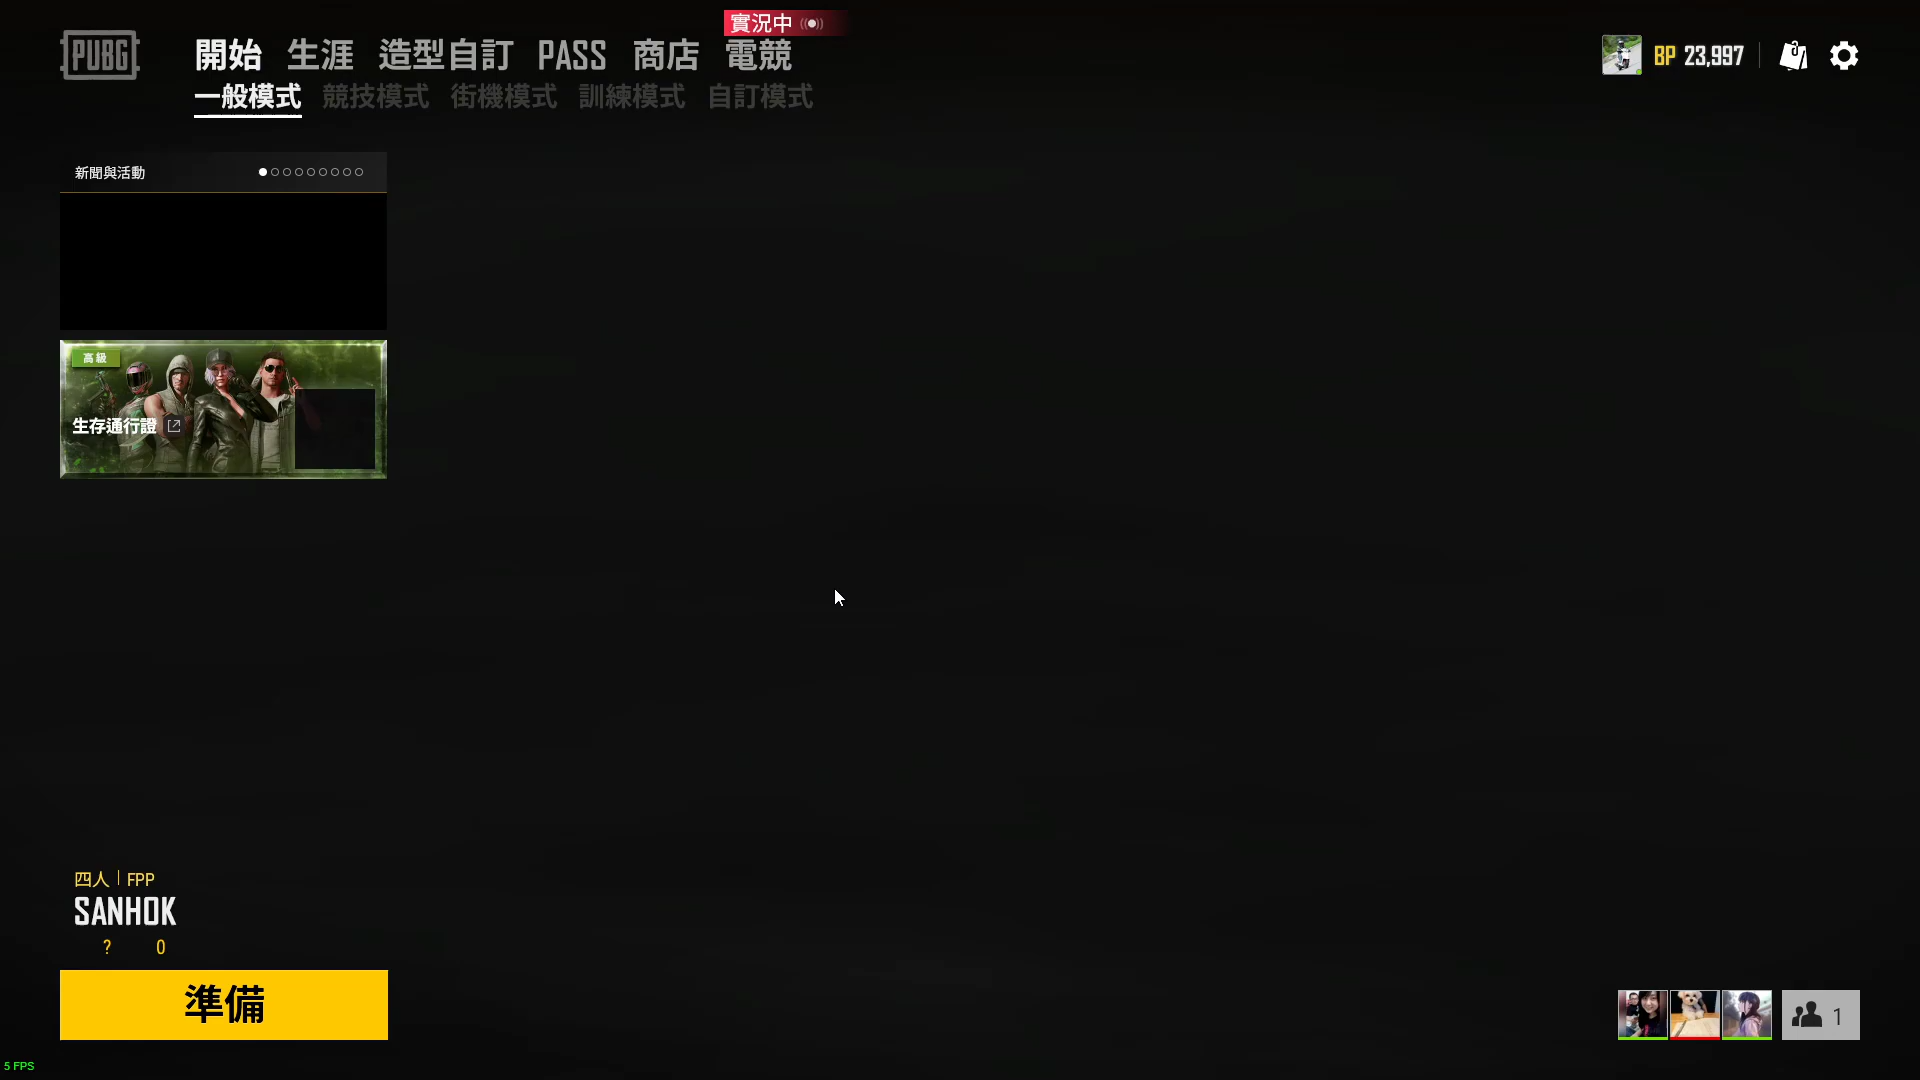 實況中
PUBG 開始 生涯 造型自訂 PASS 商店 電競 BP 23,997
一般模式 競技模式 街機模式 訓練模式 自訂模式
新聞與活動
高級
生存通行證
四人 | FPP
SANHOK
? 0
準備
1
5 FPS